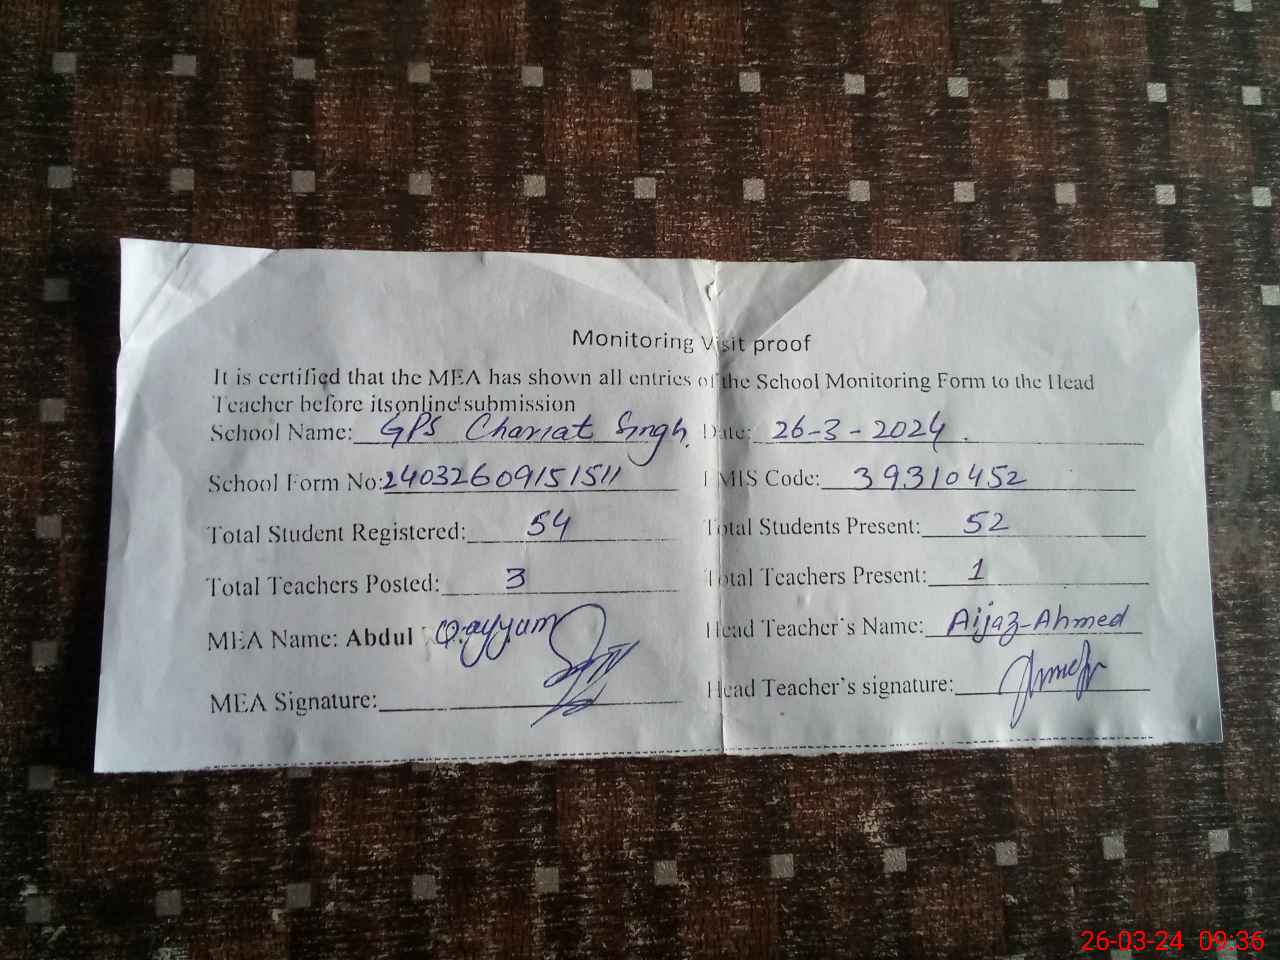 Monitoring Visit proof
It is certified that the MEA has shown all entries of the School Monitoring Form to the Head
Teacher before itsonline submission
School Name: GPS Chariat Singh. Date: 26-3-2024.
School Form No: 24032609151511 EMIS Code: 39310452
Total Student Registered: 54 Total Students Present: 52
Total Teachers Posted: 3 Total Teachers Present: 1
MEA Name: Abdul Qayyum Head Teacher's Name: Aijaz-Ahmed
MEA Signature: Head Teacher's signature:
26-03-24 09:36